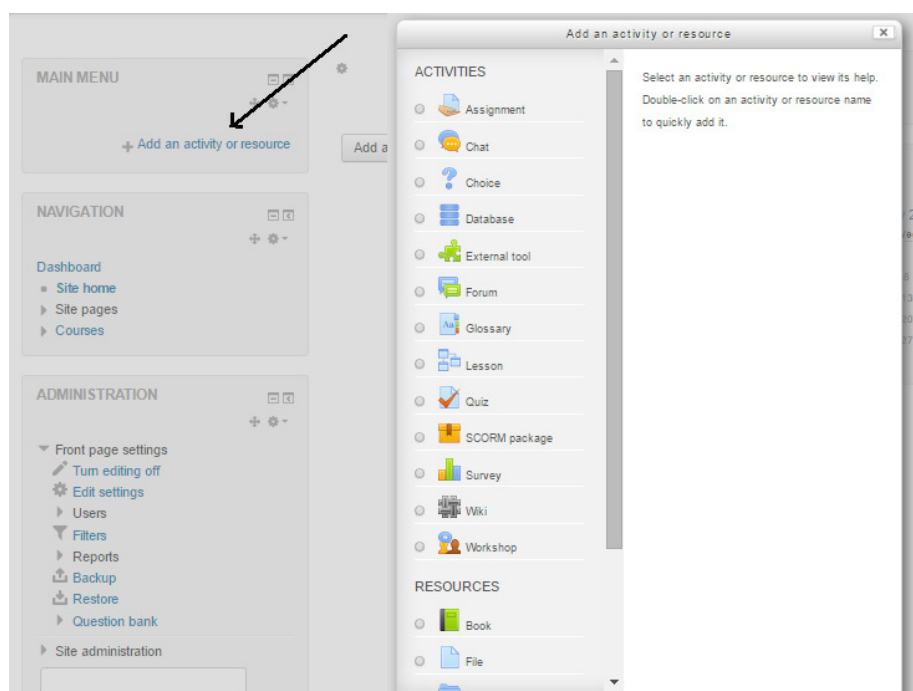 MAIN MENU
Add an activity or resource
NAVIGATION
Dashboard
Site home
Site pages
Courses
ADMINISTRATION
Front page settings
Turn editing off
Edit settings
Users
Filters
Reports
Backup
Restore
Question bank
Site administration
Add a
Add an activity or resource
ACTIVITIES
Assignment
Chat
Choice
Database
External tool
Forum
Glossary
Lesson
Quiz
SCORM package
Survey
Wiki
Workshop
RESOURCES
Book
File
Select an activity or resource to view its help.
Double-click on an activity or resource name
to quickly add it.